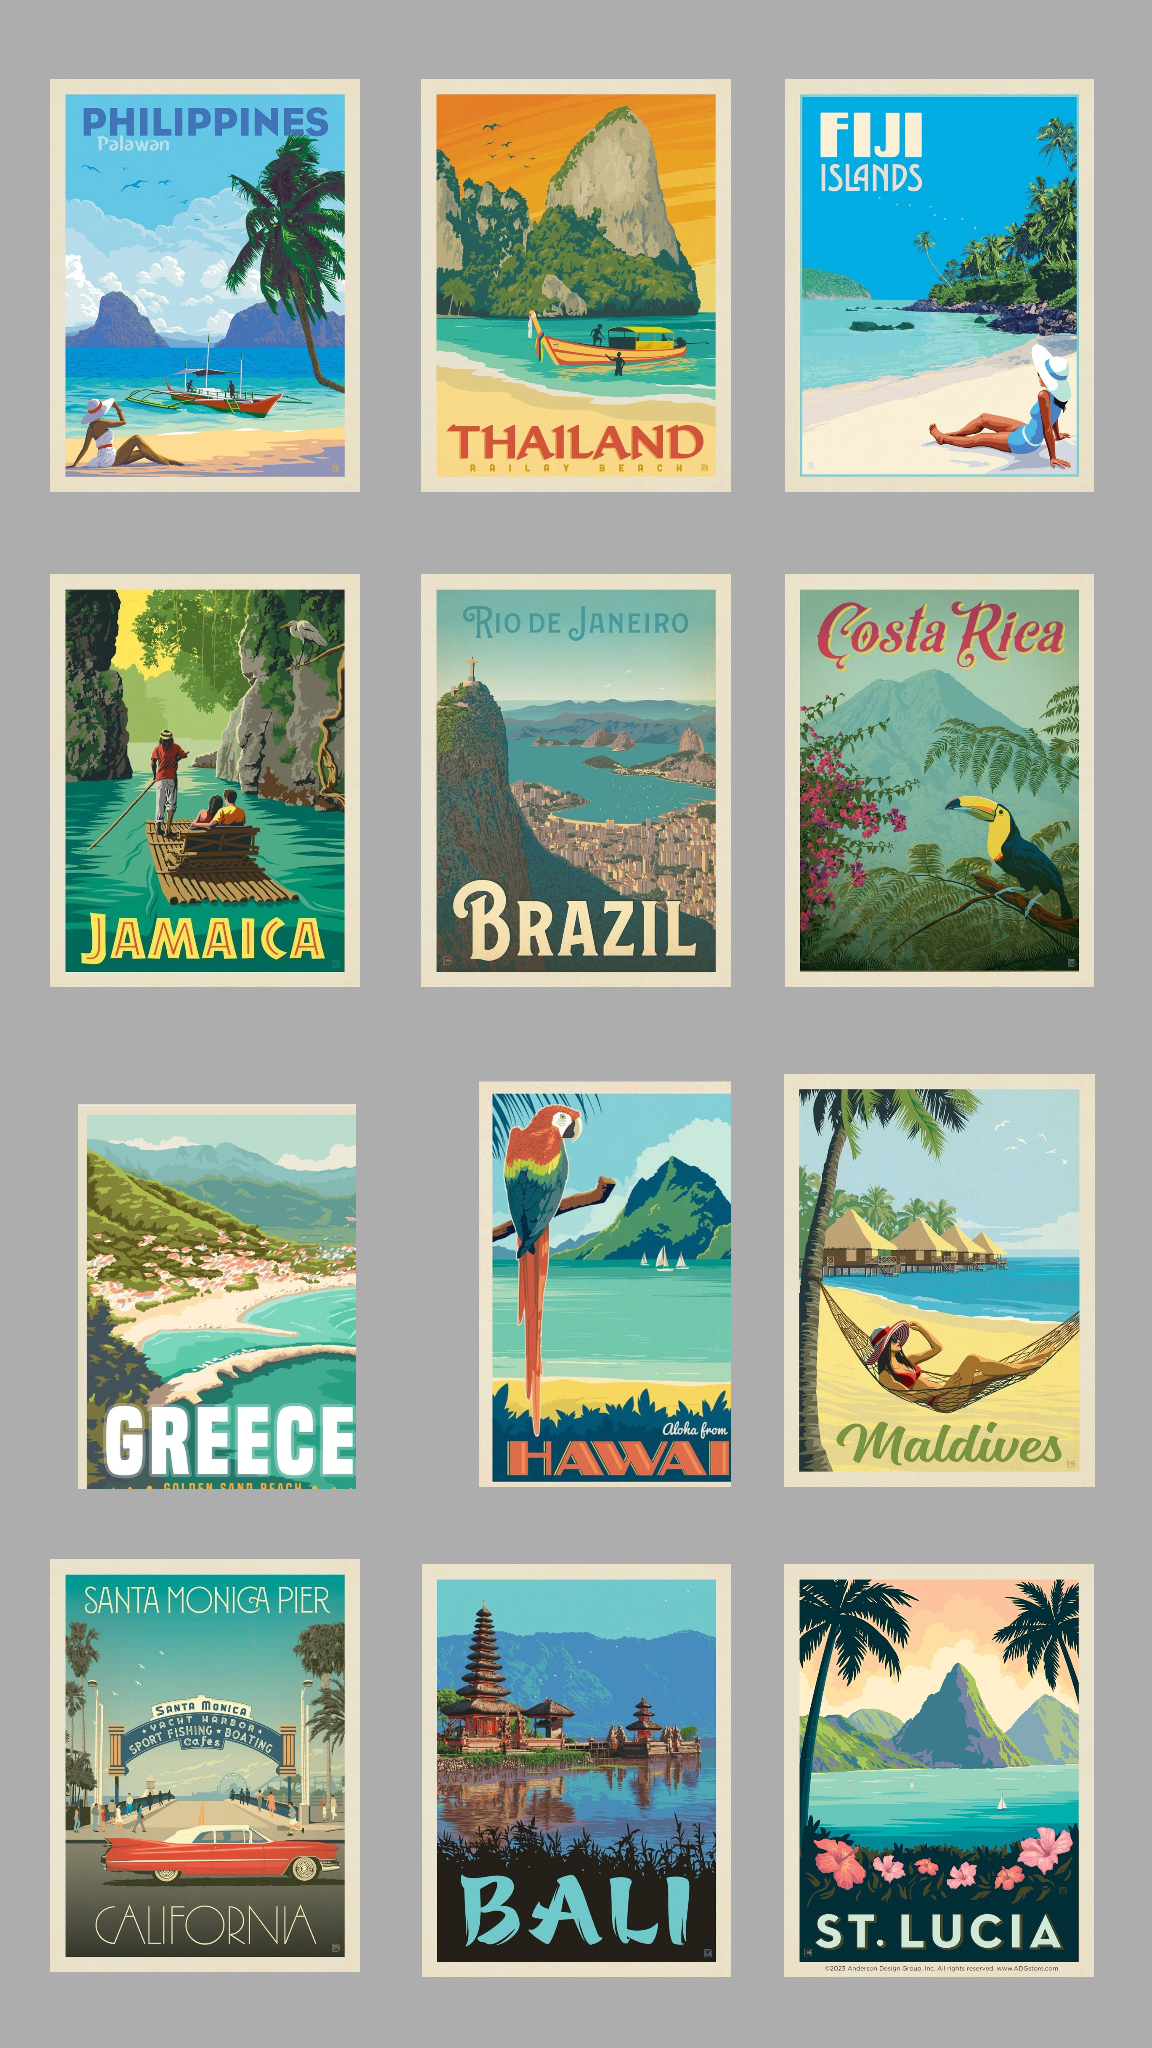 PHILIPPINES
Palawan
THAILAND
RAILAY BEACH
FIJI
ISLANDS
JAMAICA
RIO DE JANEIRO
BRAZIL
Costa Rica
GREECE
GOLDEN SAND BEACH
Aloha from
HAWAI
Maldives
SANTA MONICA PIER
Santa Monica
YACHT HARBOR
SPORT FISHING * BOATING
Cafes
CALIFORNIA
BALI
ST. LUCIA
©2023 Anderson Design Group, Inc. All rights reserved. www.ADGstore.com